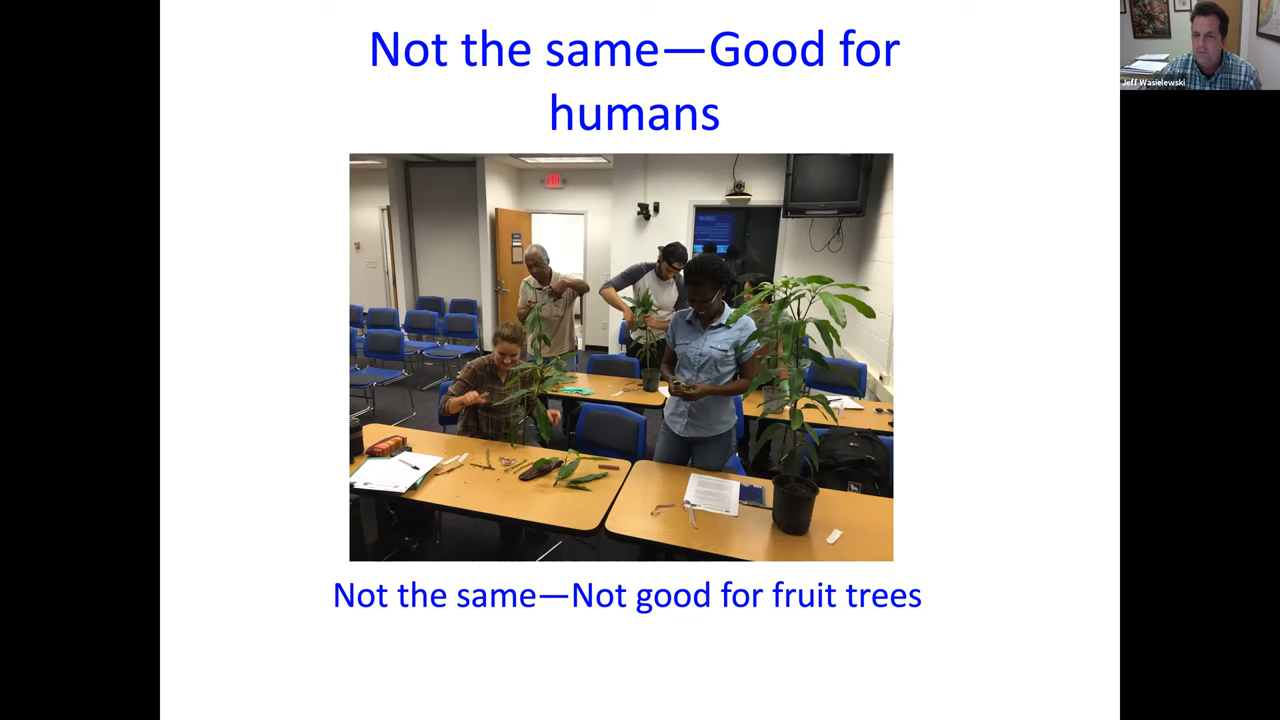 Not the same—Good for
humans
Jeff Wasielewski
EXIT
Not the same—Not good for fruit trees